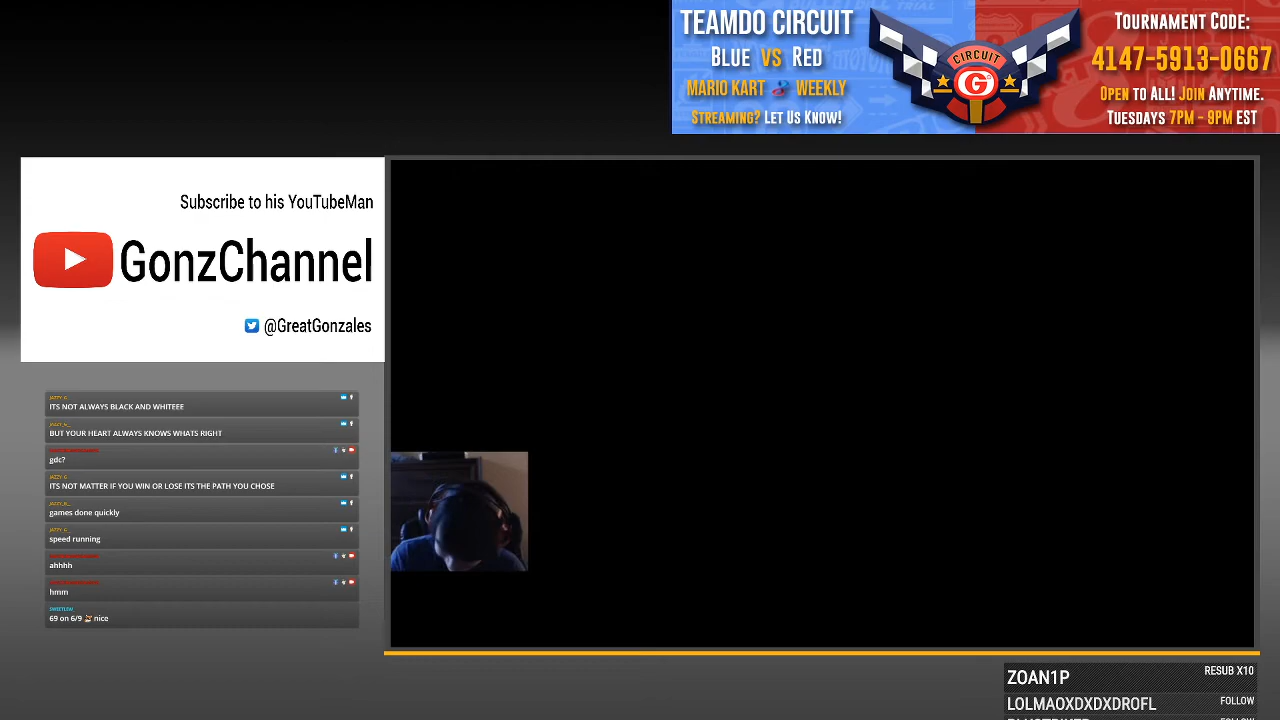 TEAMDO CIRCUIT
BLUE VS RED
MARIO KART WEEKLY
STREAMING? LET US KNOW!
CIRCUIT
G
TOURNAMENT CODE:
4147-5913-0667
OPEN TO ALL! JOIN ANYTIME.
TUESDAYS 7PM - 9PM EST
Subscribe to his YouTubeMan
GonzChannel
@GreatGonzales
ITS NOT ALWAYS BLACK AND WHITEEE
BUT YOUR HEART ALWAYS KNOWS WHATS RIGHT
gdc?
ITS NOT MATTER IF YOU WIN OR LOSE ITS THE PATH YOU CHOSE
games done quickly
speed running
ahhhh
hmm
69 on 6/9 nice
ZOAN1P RESUB X10
LOLMAOXDXDXDROFL FOLLOW